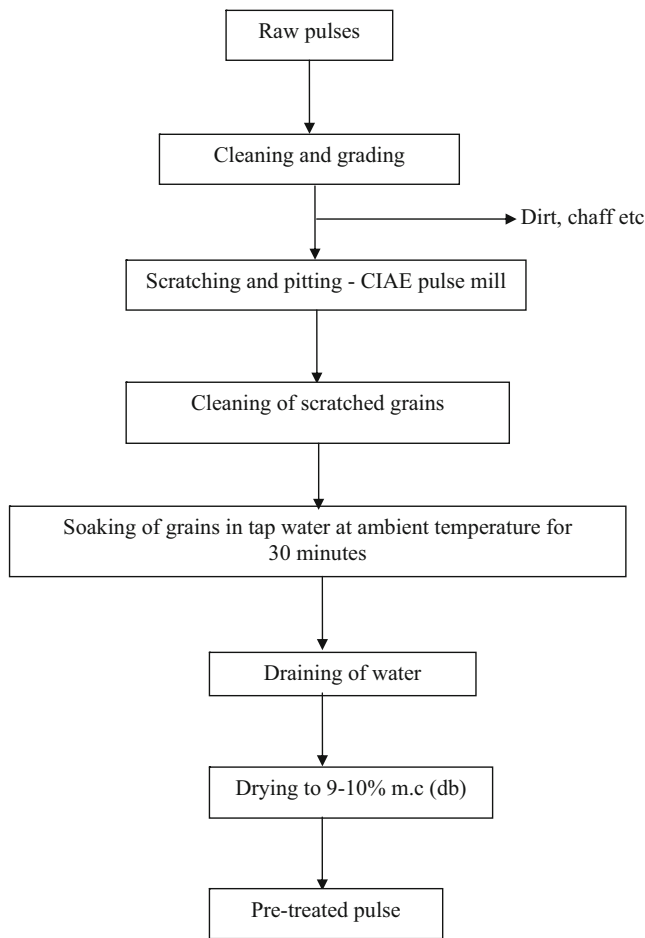 Raw pulses
Cleaning and grading
Dirt, chaff etc
Scratching and pitting - CIAE pulse mill
Cleaning of scratched grains
Soaking of grains in tap water at ambient temperature for
30 minutes
Draining of water
Drying to 9-10% m.c (db)
Pre-treated pulse